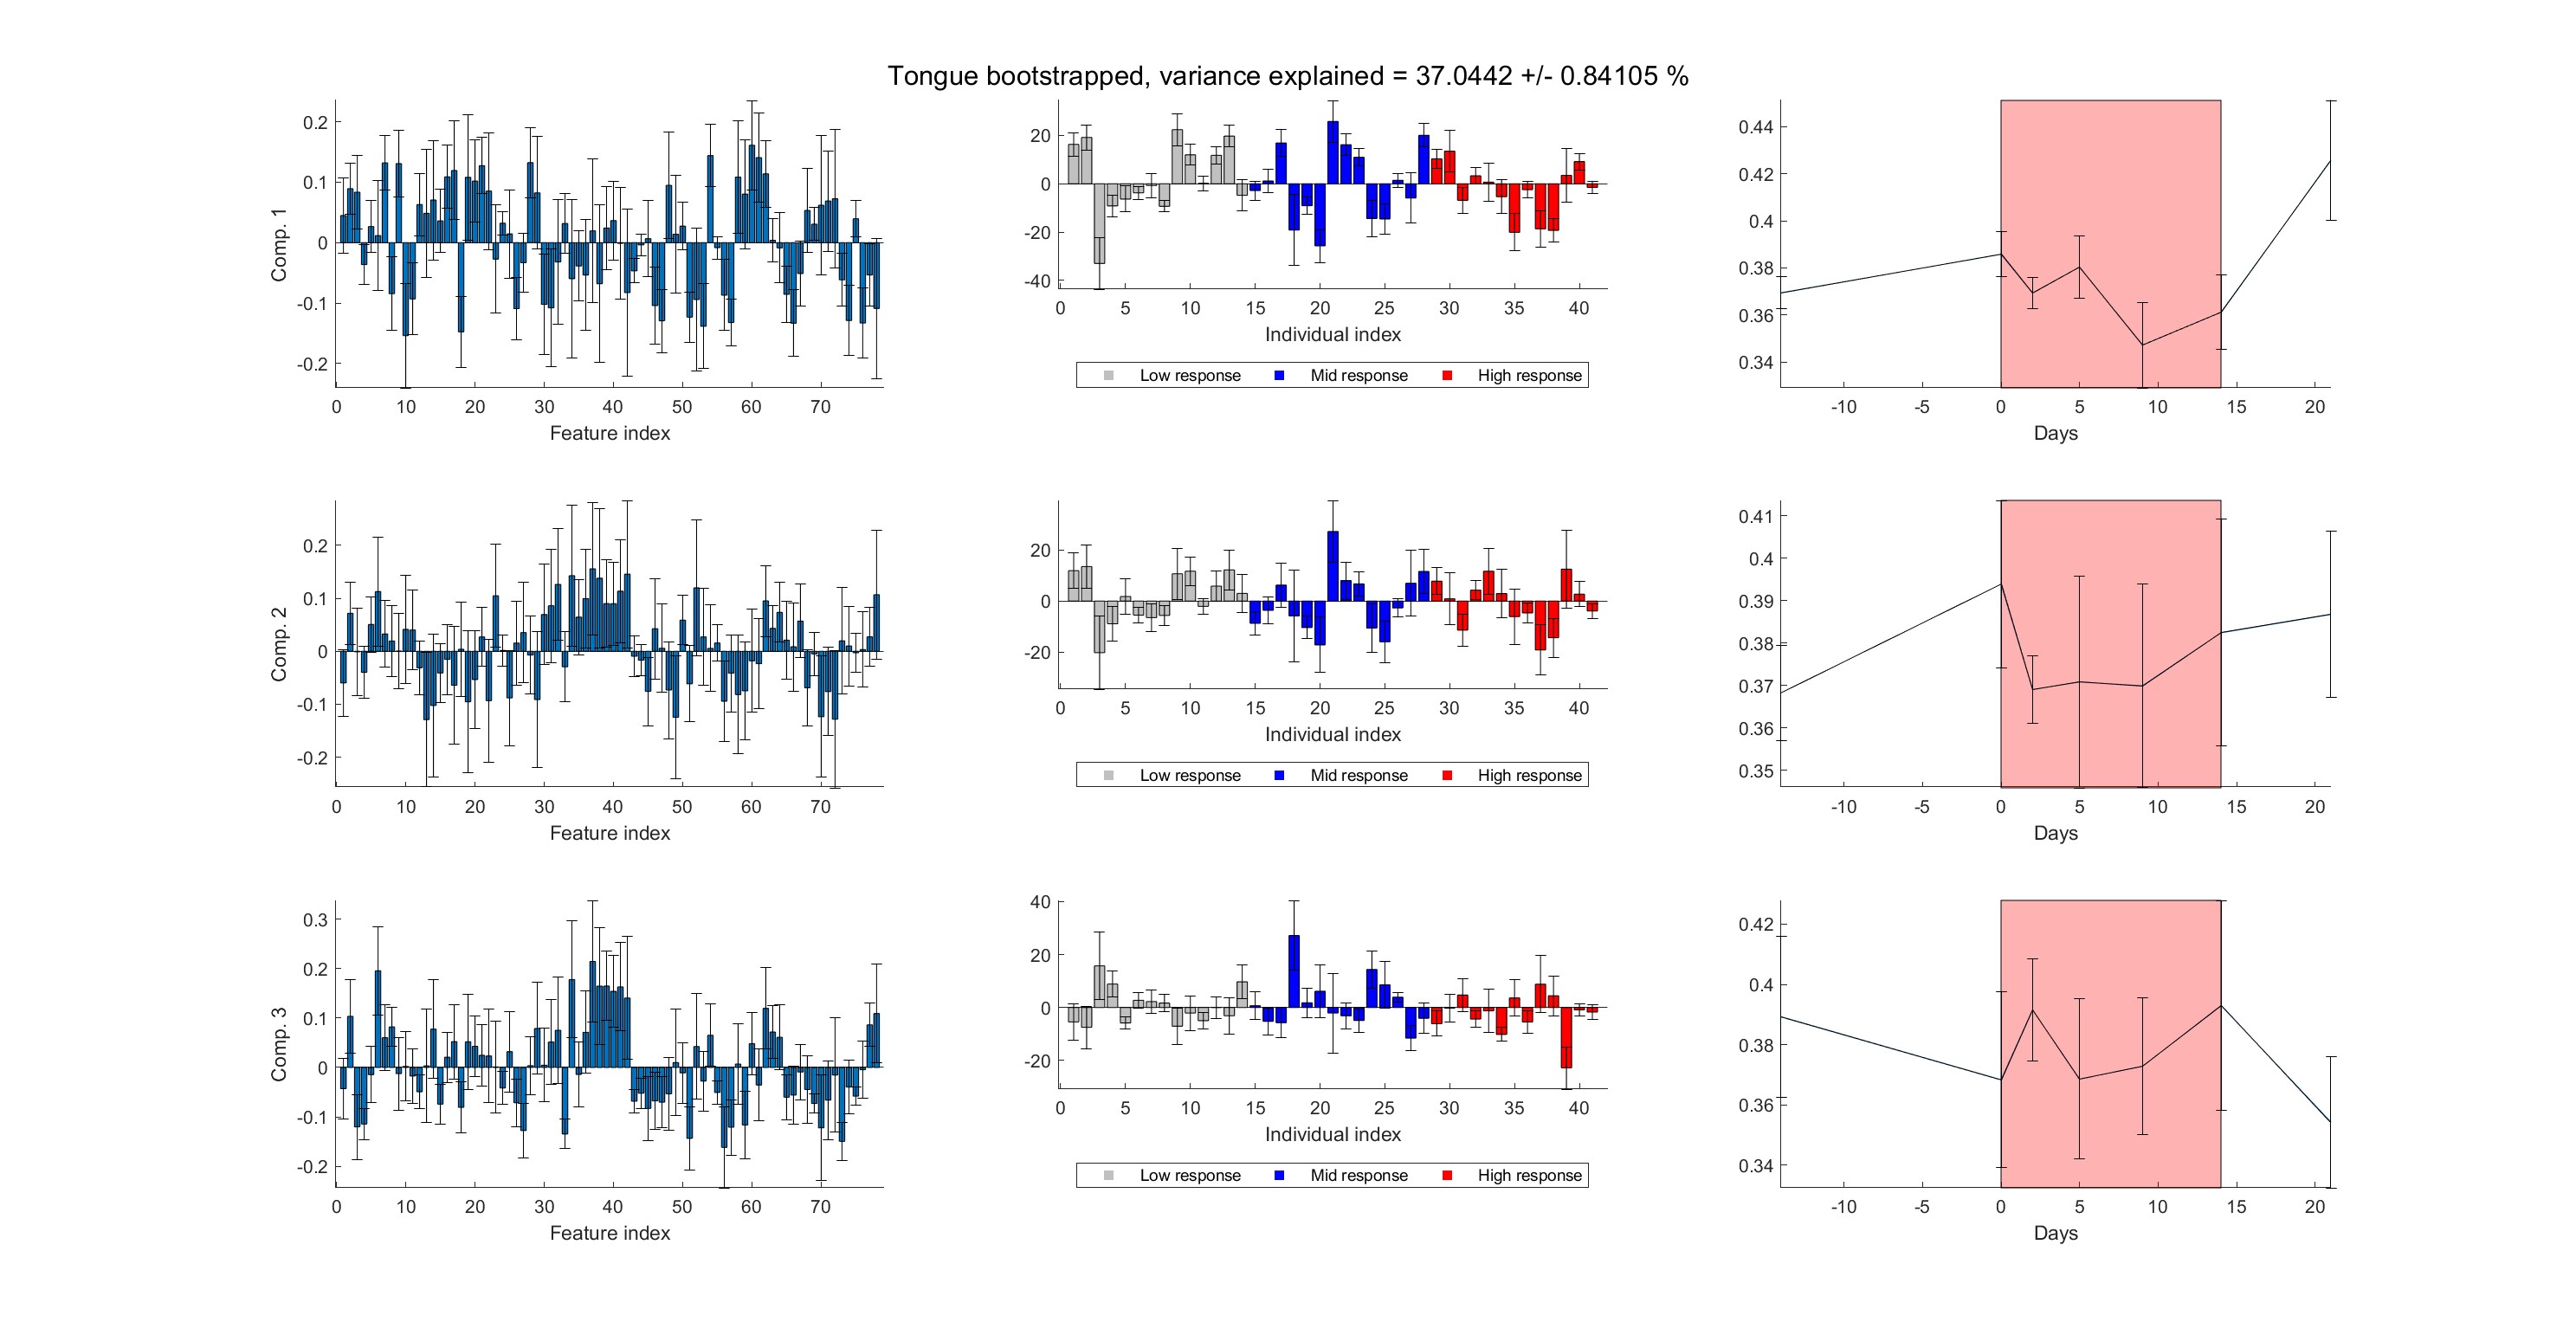 Tongue bootstrapped, variance explained = 37.0442 +/- 0.84105 %
Comp. 1
0.2
0.1
0
-0.1
-0.2
0 10 20 30 40 50 60 70
Feature index
20
0
-20
-40
0 5 10 15 20 25 30 35 40
Individual index
Low response Mid response High response
0.44
0.42
0.4
0.38
0.36
0.34
-10 -5 0 5 10 15 20
Days
Comp. 2
0.2
0.1
0
-0.1
-0.2
0 10 20 30 40 50 60 70
Feature index
20
0
-20
0 5 10 15 20 25 30 35 40
Individual index
Low response Mid response High response
0.41
0.4
0.39
0.38
0.37
0.36
0.35
-10 -5 0 5 10 15 20
Days
Comp. 3
0.3
0.2
0.1
0
-0.1
-0.2
0 10 20 30 40 50 60 70
Feature index
40
20
0
-20
0 5 10 15 20 25 30 35 40
Individual index
Low response Mid response High response
0.42
0.4
0.38
0.36
0.34
-10 -5 0 5 10 15 20
Days